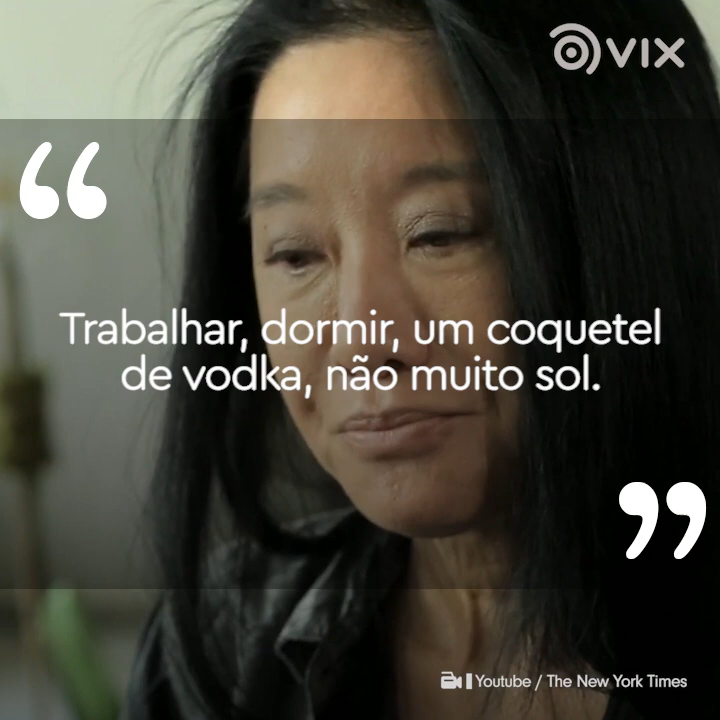 VIX
“
Trabalhar, dormir, um coquetel
de vodka, não muito sol.
”
Youtube / The New York Times